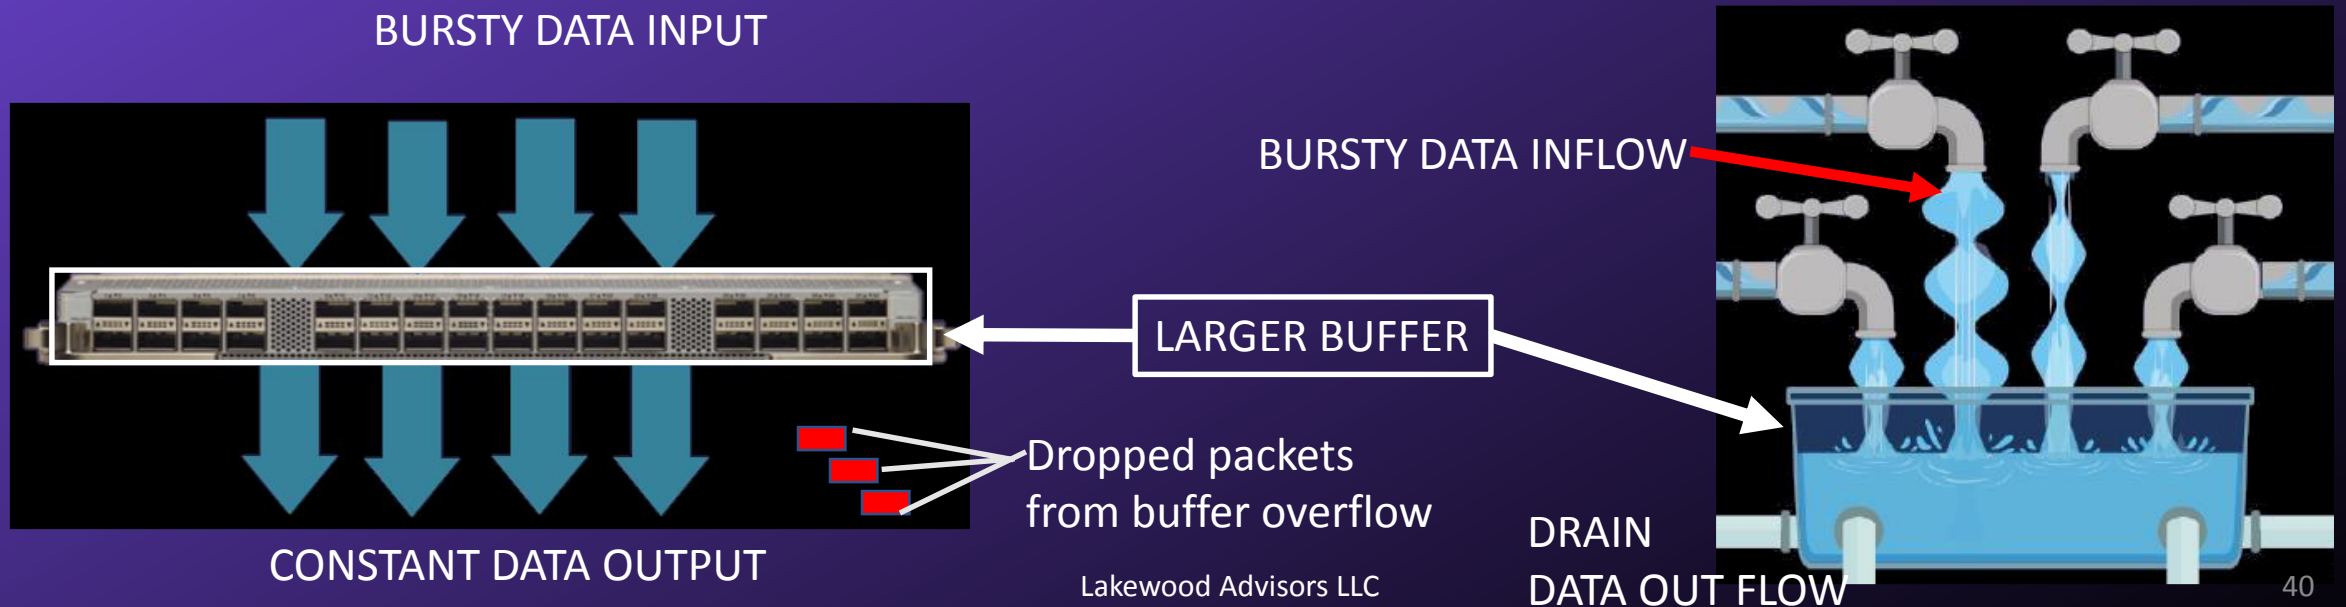 BURSTY DATA INPUT
BURSTY DATA INFLOW
LARGER BUFFER
Dropped packets
from buffer overflow
CONSTANT DATA OUTPUT
DRAIN
DATA OUT FLOW
Lakewood Advisors LLC
40